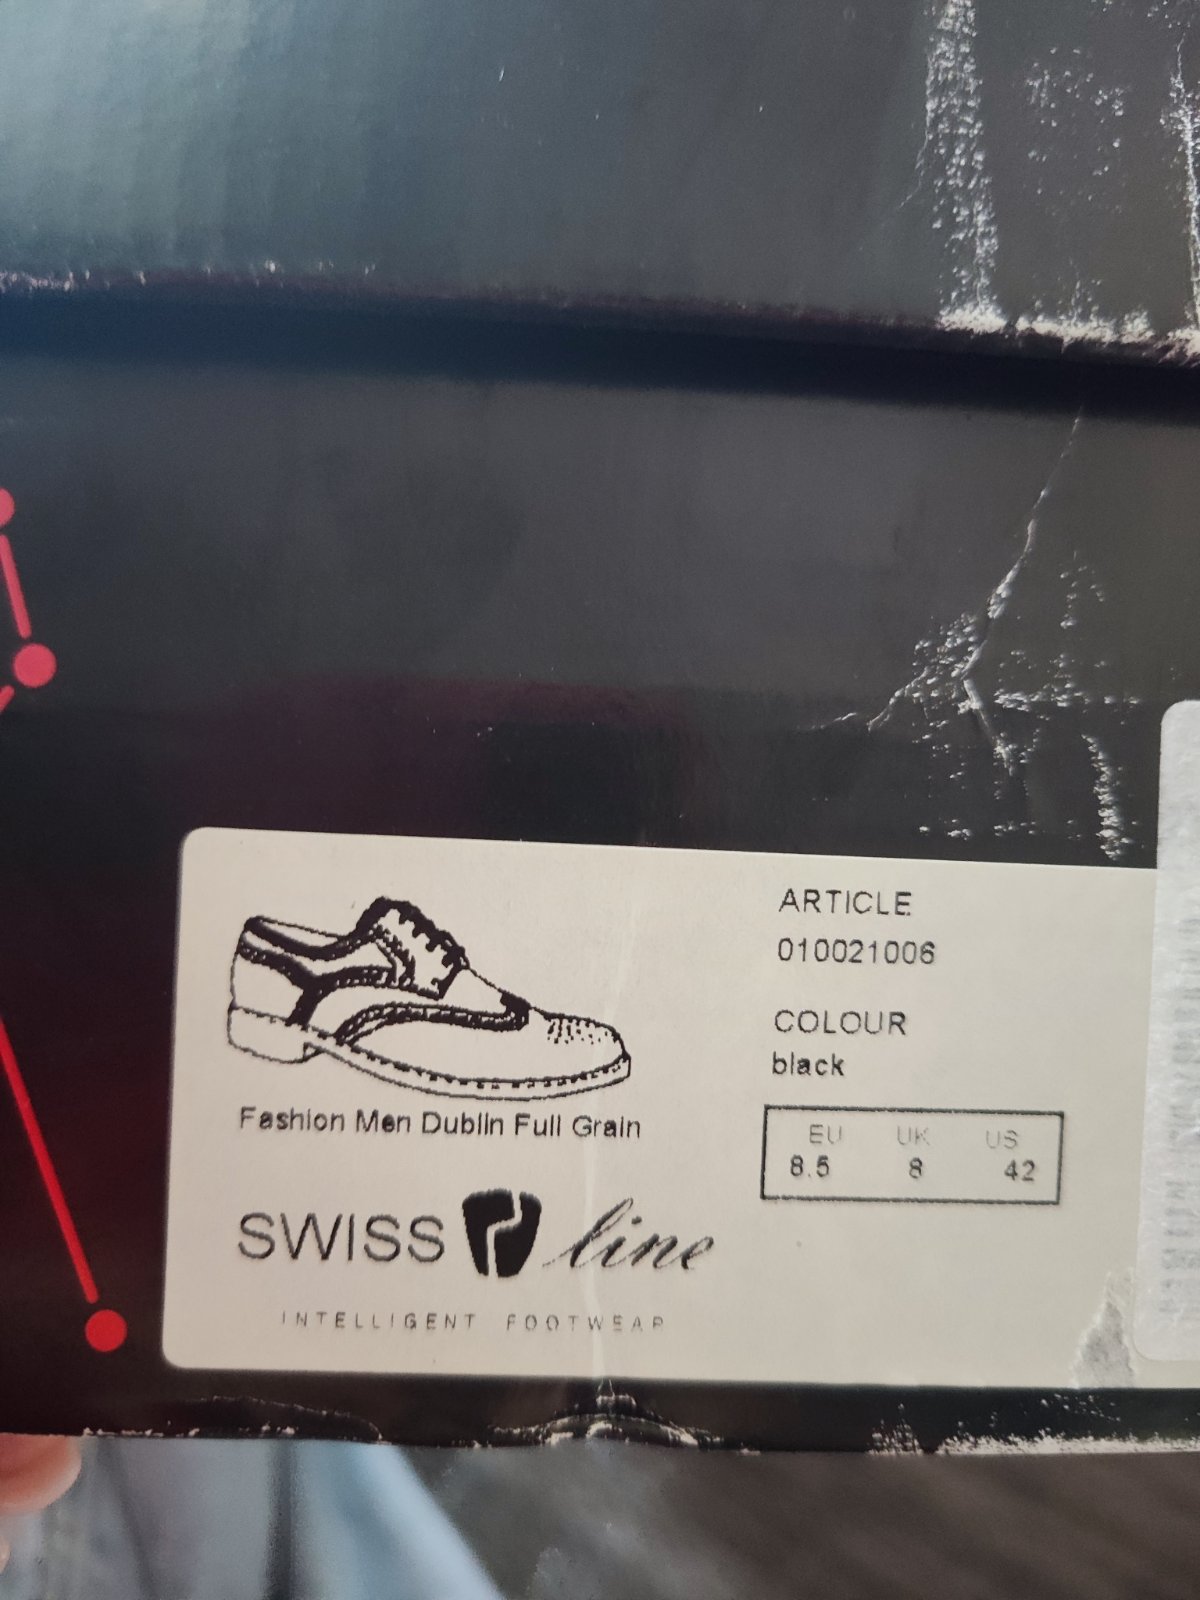 ARTICLE
010021006
COLOUR
black
EU UK US
8.5 8 42
Fashion Men Dublin Full Grain
SWISS line
INTELLIGENT FOOTWEAR